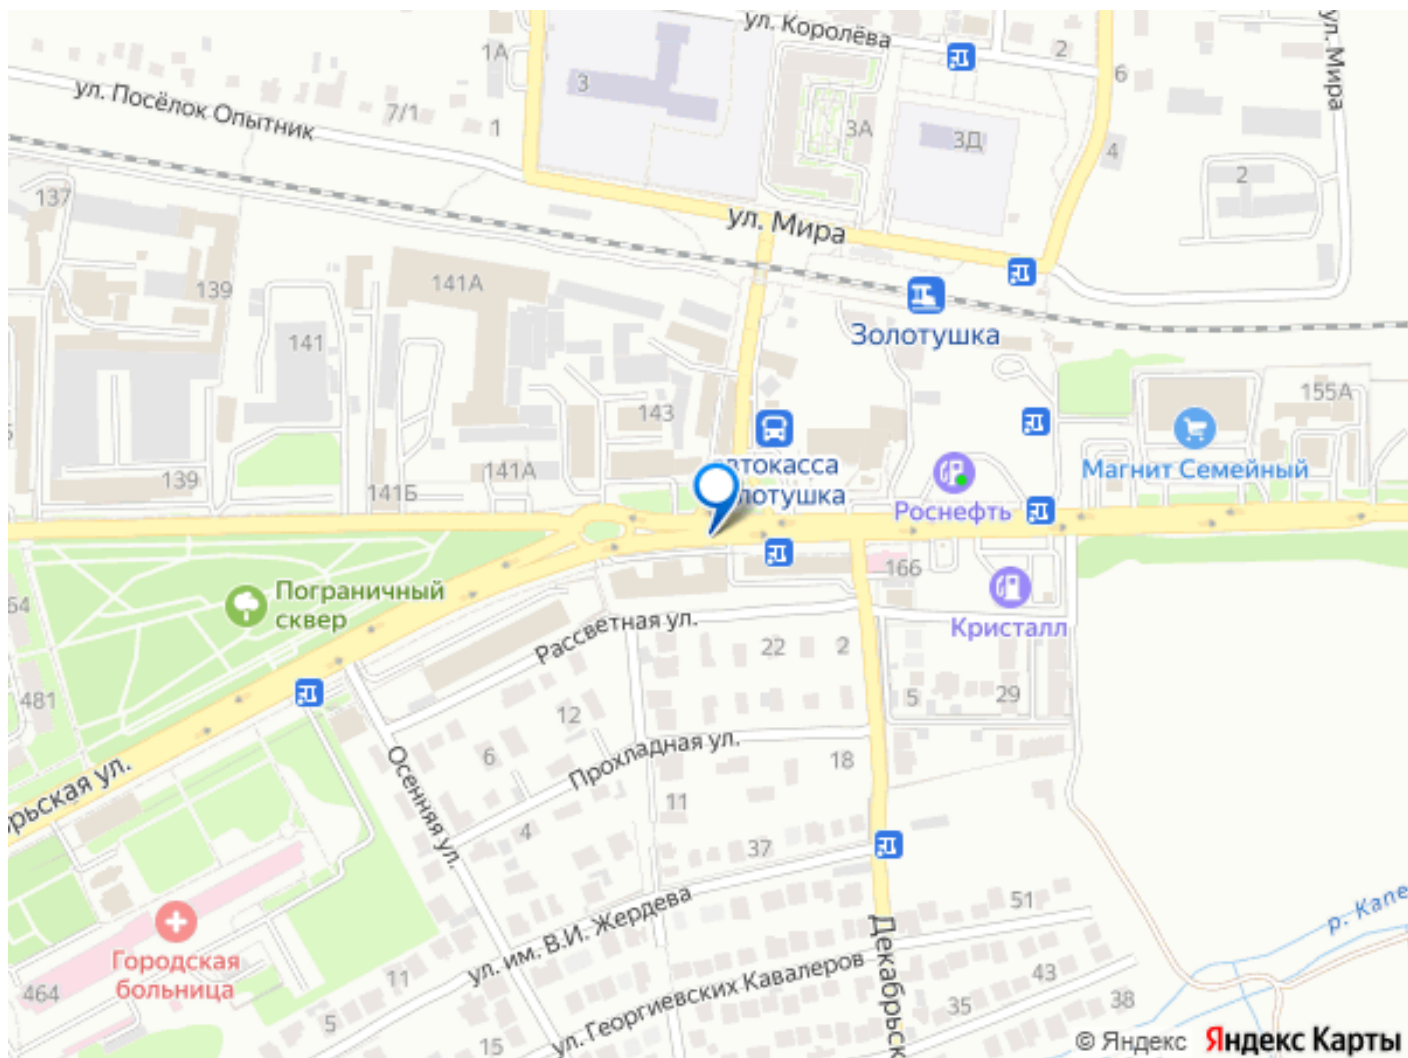 ул. Королёва
2
6
ул. Мира
1А
3
ул. Посёлок Опытник
7/1
1
3А
3Д
4
2
137
ул. Мира
139
141А
Золотушка
141
143
155А
139
141А
141Б
Магнит Семейный
Роснефть
166
Пограничный
сквер
Кристалл
Рассветная ул.
22
2
481
5
29
12
6
Прохладная ул.
18
Осенняя ул.
11
4
37
51
ул. им. В.И. Жердева
Городская
больница
464
11
43
ул. Георгиевских Кавалеров
35
38
5
15
© Яндекс Яндекс Карты